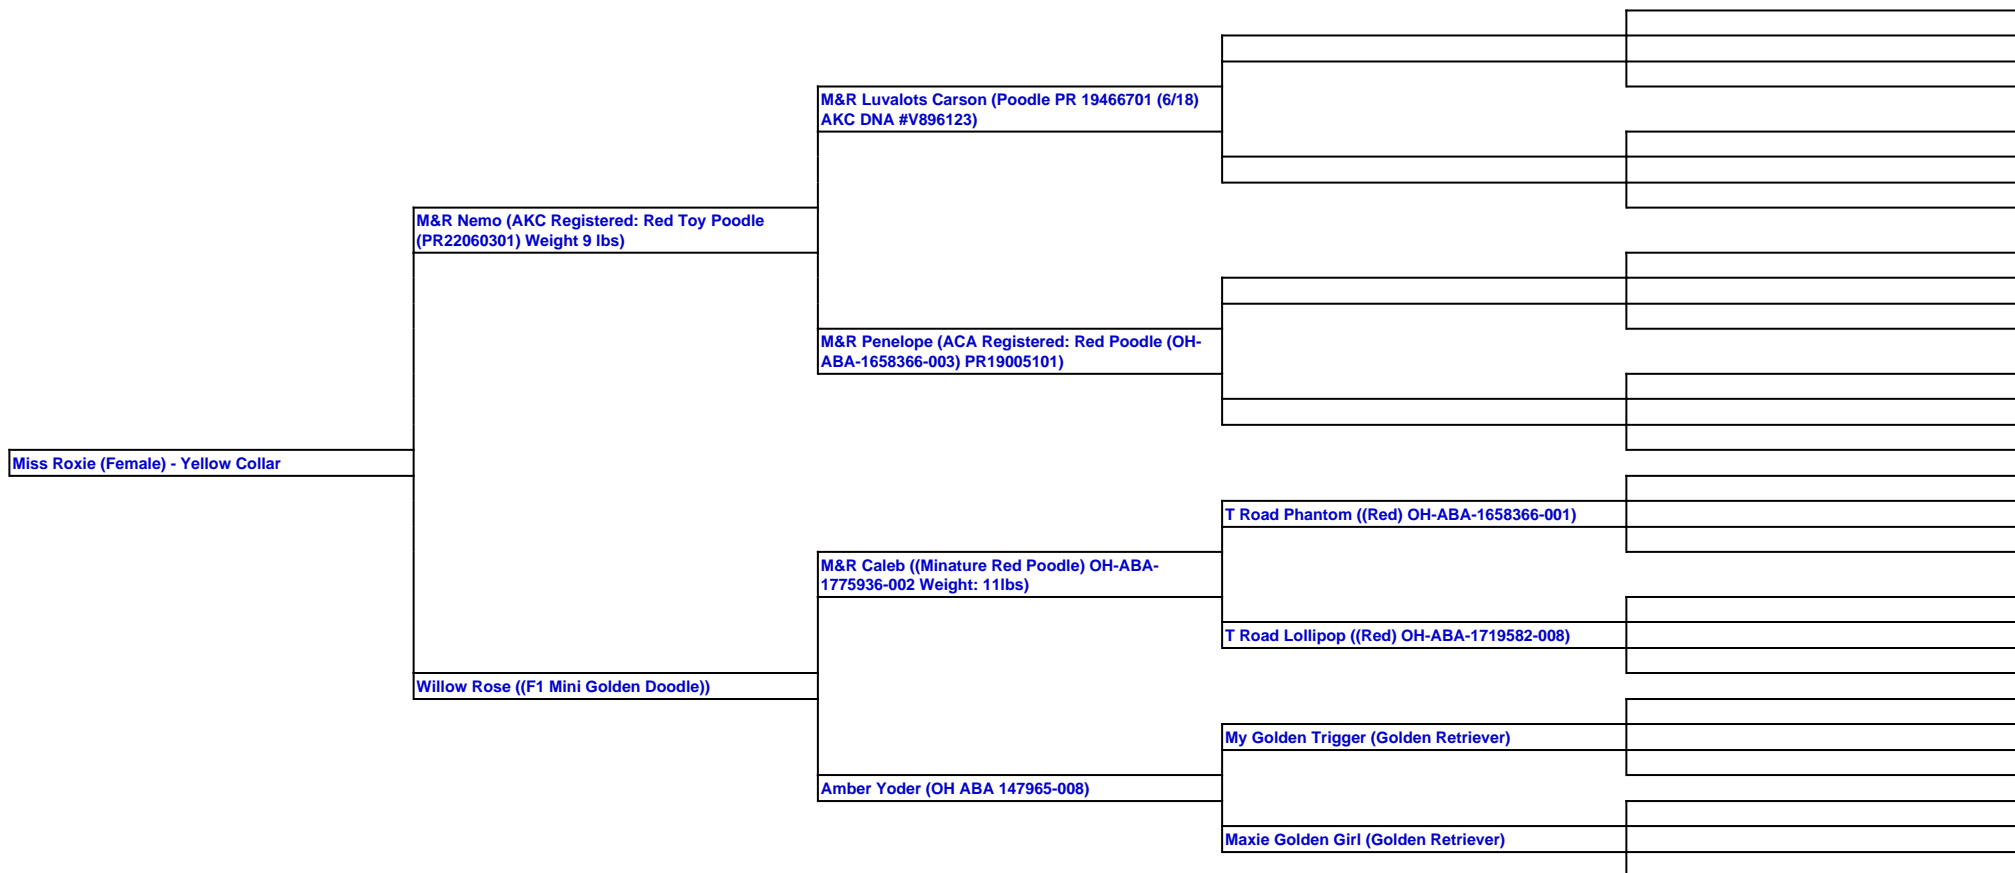 M&R Luvalots Carson (Poodle PR 19466701 (6/18)
AKC DNA #V896123)
M&R Nemo (AKC Registered: Red Toy Poodle
(PR22060301) Weight 9 lbs)
M&R Penelope (ACA Registered: Red Poodle (OH-
ABA-1658366-003) PR19005101)
Miss Roxie (Female) - Yellow Collar
T Road Phantom ((Red) OH-ABA-1658366-001)
M&R Caleb ((Minature Red Poodle) OH-ABA-
1775936-002 Weight: 11lbs)
T Road Lollipop ((Red) OH-ABA-1719582-008)
Willow Rose ((F1 Mini Golden Doodle))
My Golden Trigger (Golden Retriever)
Amber Yoder (OH ABA 147965-008)
Maxie Golden Girl (Golden Retriever)